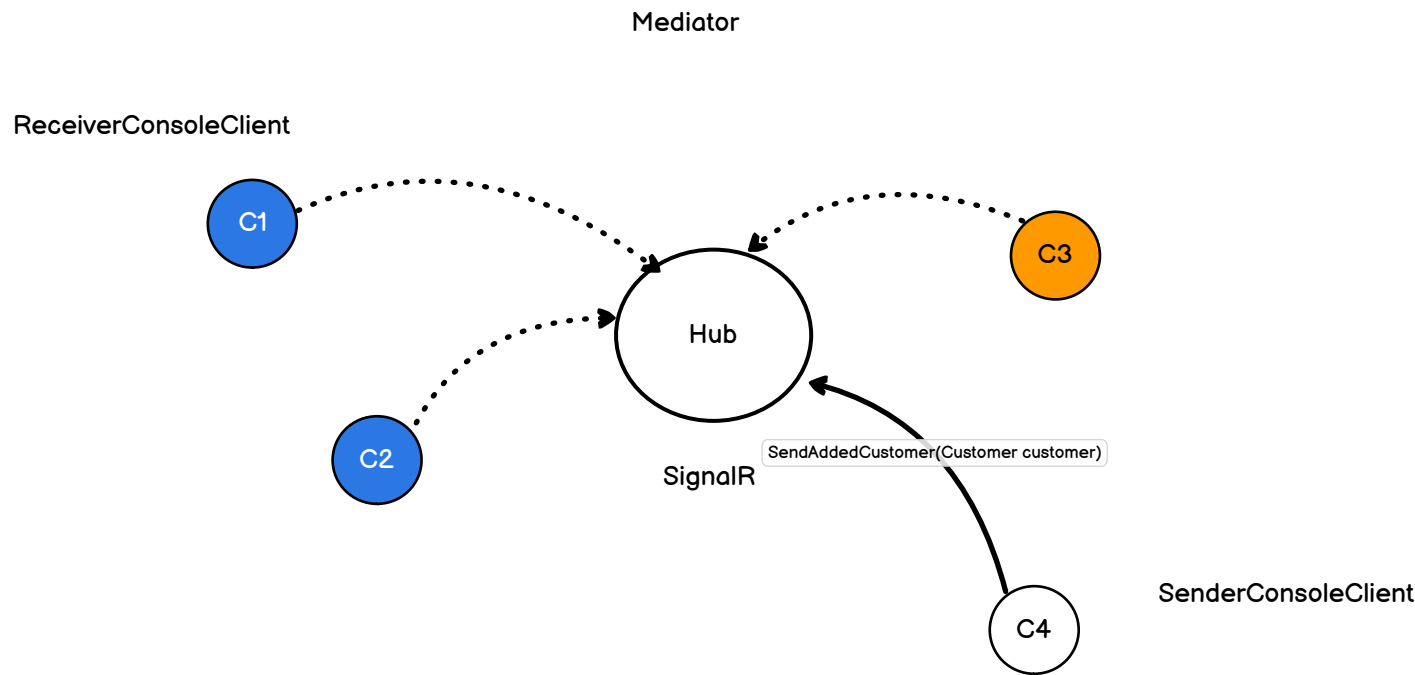 Mediator
ReceiverConsoleClient
C1
C3
Hub
SendAddedCustomer(Customer customer)
C2
SignalR
SenderConsoleClient
C4